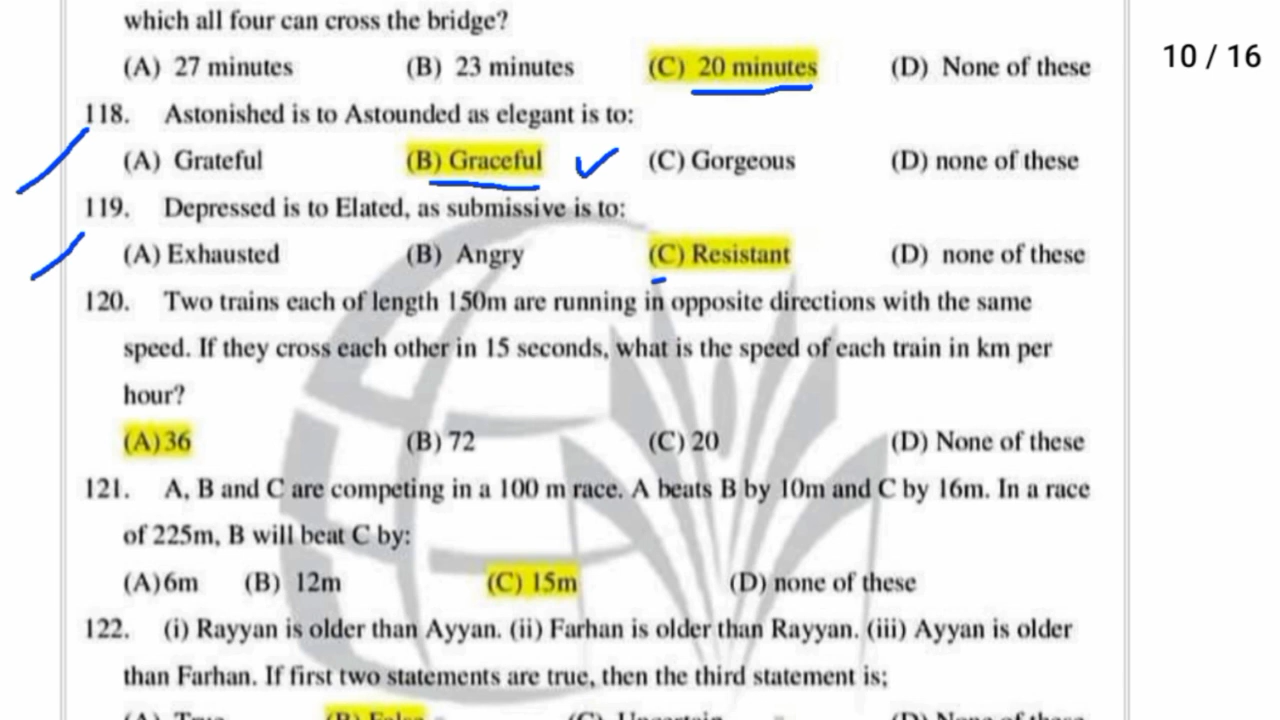 which all four can cross the bridge?
10 / 16
(A) 27 minutes (B) 23 minutes (C) 20 minutes (D) None of these
118. Astonished is to Astounded as elegant is to:
(A) Grateful (B) Graceful (C) Gorgeous (D) none of these
119. Depressed is to Elated, as submissive is to:
(A) Exhausted (B) Angry (C) Resistant (D) none of these
120. Two trains each of length 150m are running in opposite directions with the same
speed. If they cross each other in 15 seconds, what is the speed of each train in km per
hour?
(A) 36 (B) 72 (C) 20 (D) None of these
121. A, B and C are competing in a 100 m race. A beats B by 10m and C by 16m. In a race
of 225m, B will beat C by:
(A) 6m (B) 12m (C) 15m (D) none of these
122. (i) Rayyan is older than Ayyan. (ii) Farhan is older than Rayyan. (iii) Ayyan is older
than Farhan. If first two statements are true, then the third statement is;
(A) True (B) False (C) Uncertain (D) None of these